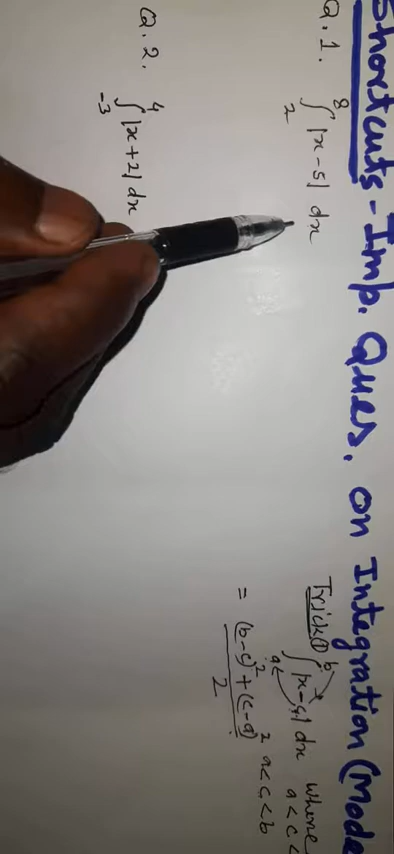 Shortcuts - Imp. Ques. on Integration (Mode
Q.1. ∫₂⁸ |x-5| dx
Q.2. ∫₋₃⁴ |x+2| dx
Trick① ∫ₐᵇ |x-c| dx where a<c<
= (b-c)² + (c-a)² / 2 a<c<b